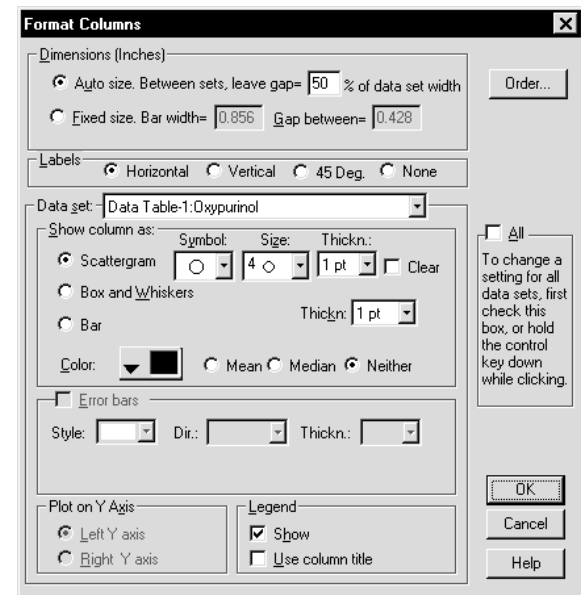 Format Columns
Dimensions (Inches)
Auto size. Between sets, leave gap= 50 % of data set width
Order...
Fixed size. Bar width= 0.856 Gap between= 0.428
Labels
Horizontal Vertical 45 Deg. None
Data set: Data Table-1:Oxypurinol
Show column as:
Symbol: Size: Thickn.:
Scattergram 4 1 pt Clear
Box and Whiskers
Thickn: 1 pt
Bar
Color: Mean Median Neither
All
To change a
setting for all
data sets, first
check this
box, or hold
the control
key down
while clicking.
Error bars
Style: Dir.: Thickn.:
Plot on Y Axis
Left Y axis
Right Y axis
Legend
Show
Use column title
OK
Cancel
Help